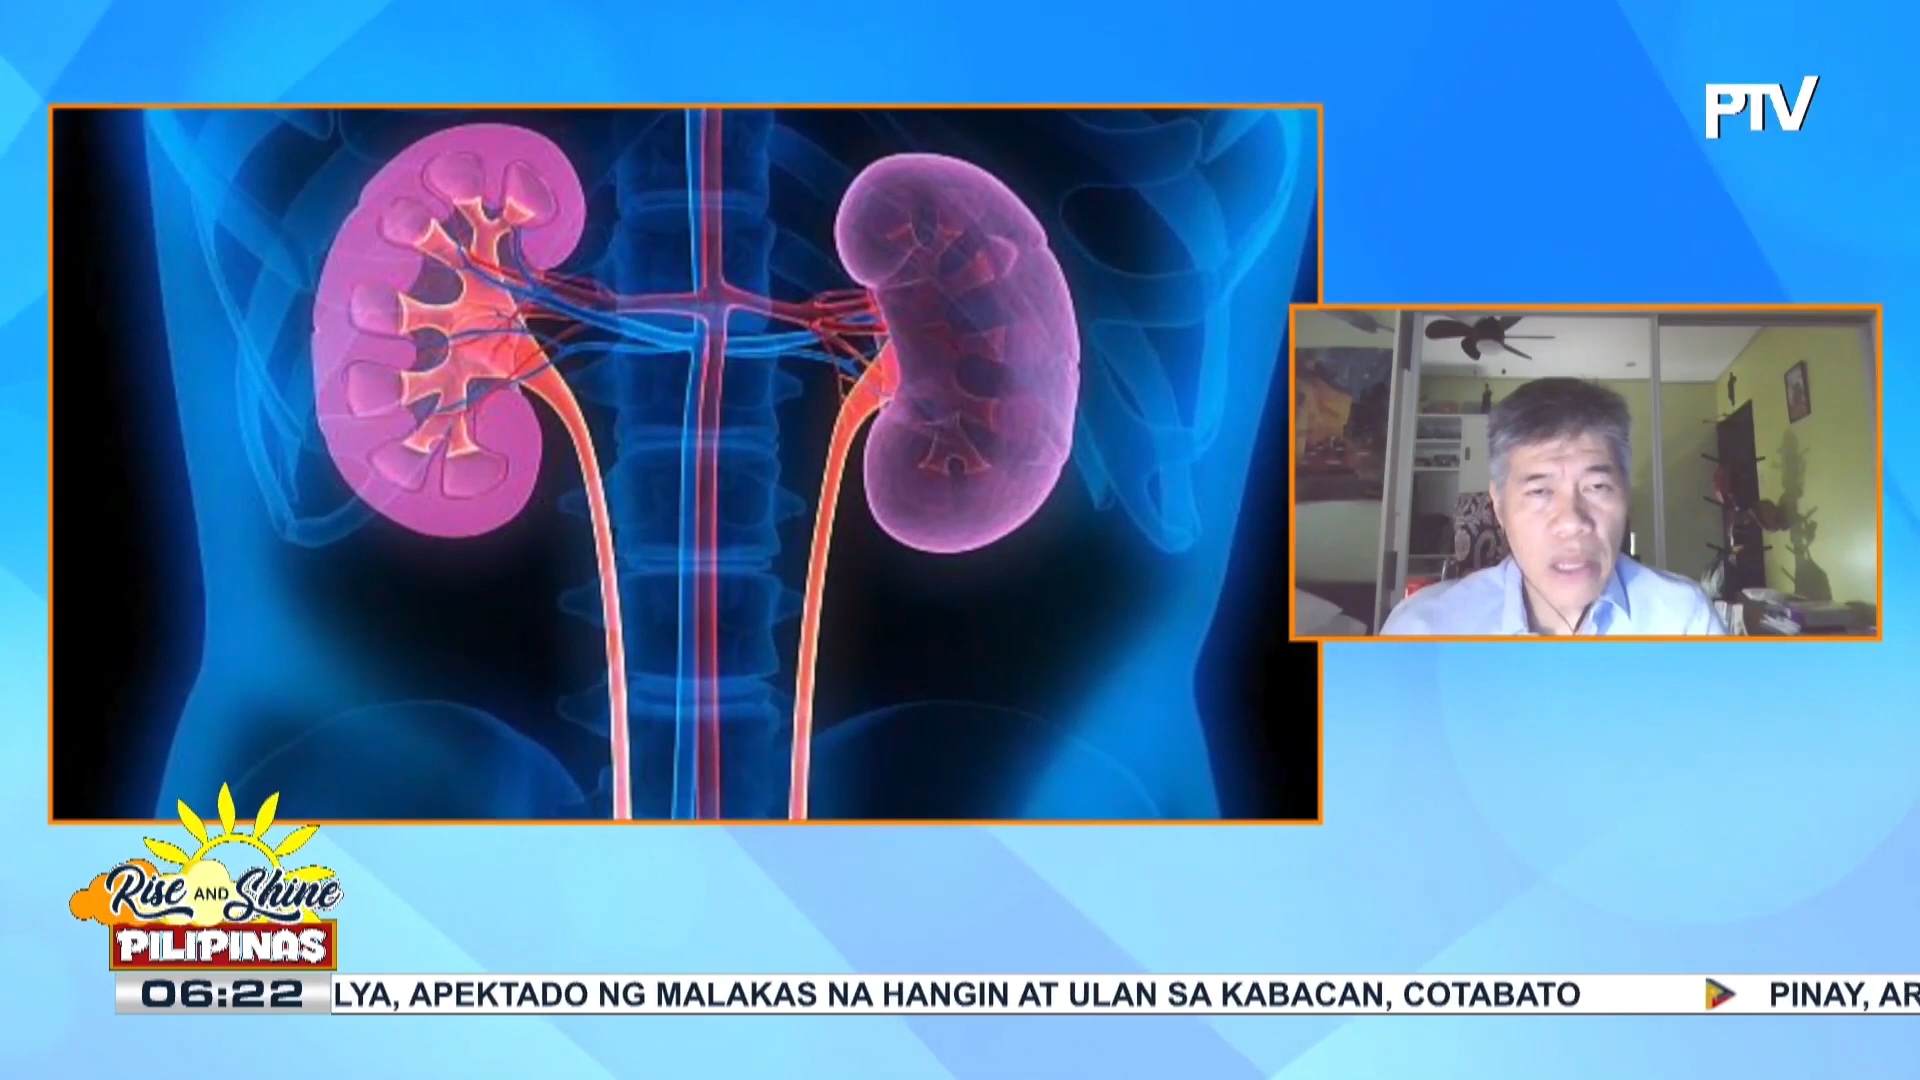 PTV
Rise AND Shine
PILIPINAS
06:22
LYA, APEKTADO NG MALAKAS NA HANGIN AT ULAN SA KABACAN, COTABATO
PINAY, AR